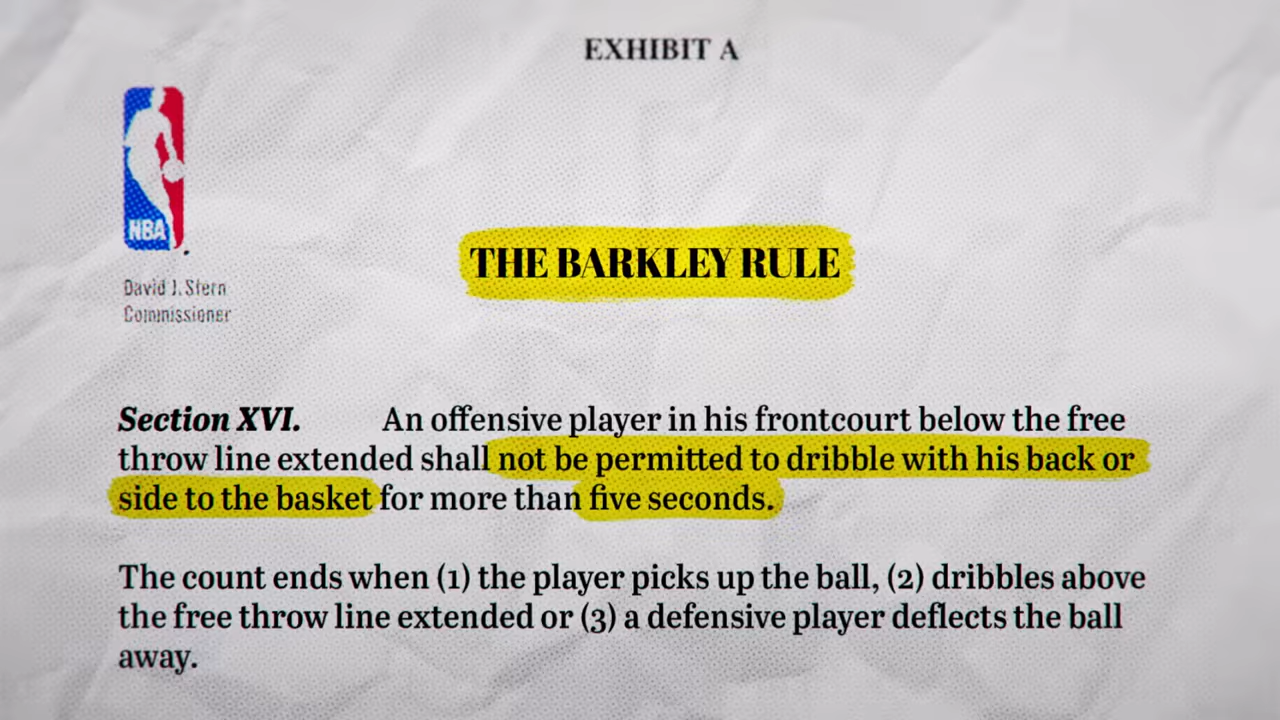 EXHIBIT A
NBA
David J. Stern
Commissioner
THE BARKLEY RULE
Section XVI. An offensive player in his frontcourt below the free
throw line extended shall not be permitted to dribble with his back or
side to the basket for more than five seconds.
The count ends when (1) the player picks up the ball, (2) dribbles above
the free throw line extended or (3) a defensive player deflects the ball
away.